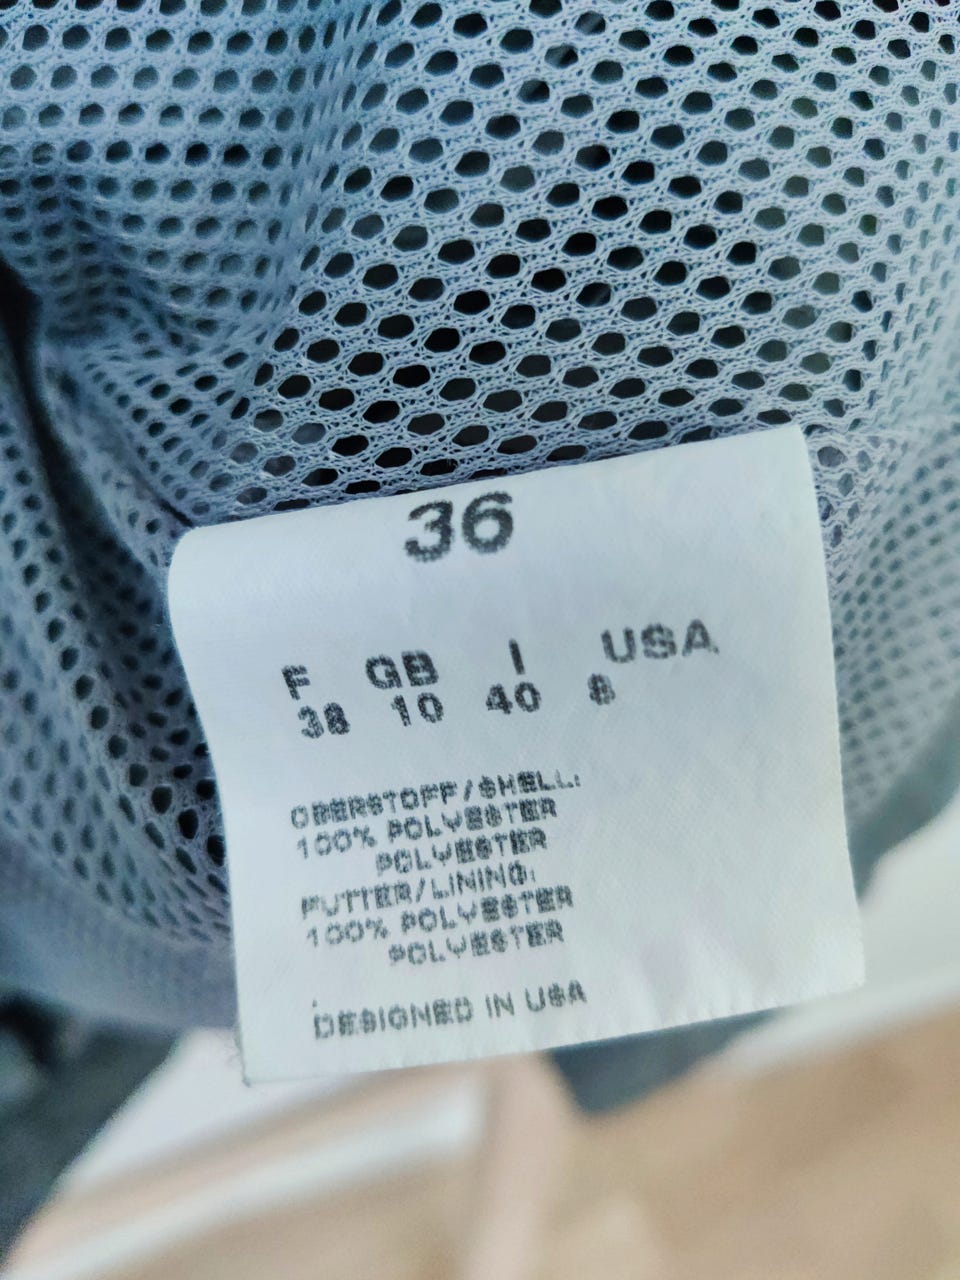 36
F GB I USA
38 10 40 8
OBERSTOFF/SHELL:
100% POLYESTER
POLYESTER
FUTTER/LINING:
100% POLYESTER
POLYESTER
DESIGNED IN USA